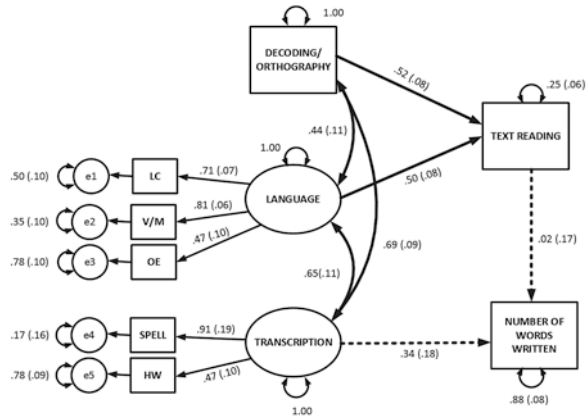 1.00
DECODING/
ORTHOGRAPHY
.52 (.08)
.25 (.06)
TEXT READING
.44 (.11)
1.00
.50 (.10)
e1
LC
.71 (.07)
LANGUAGE
.50 (.08)
.35 (.10)
e2
V/M
.81 (.06)
.78 (.10)
e3
OE
.47 (.10)
.69 (.09)
.02 (.17)
.65(.11)
.17 (.16)
e4
SPELL
.91 (.19)
TRANSCRIPTION
.34 (.18)
NUMBER OF
WORDS
WRITTEN
.78 (.09)
e5
HW
.47 (.10)
1.00
.88 (.08)